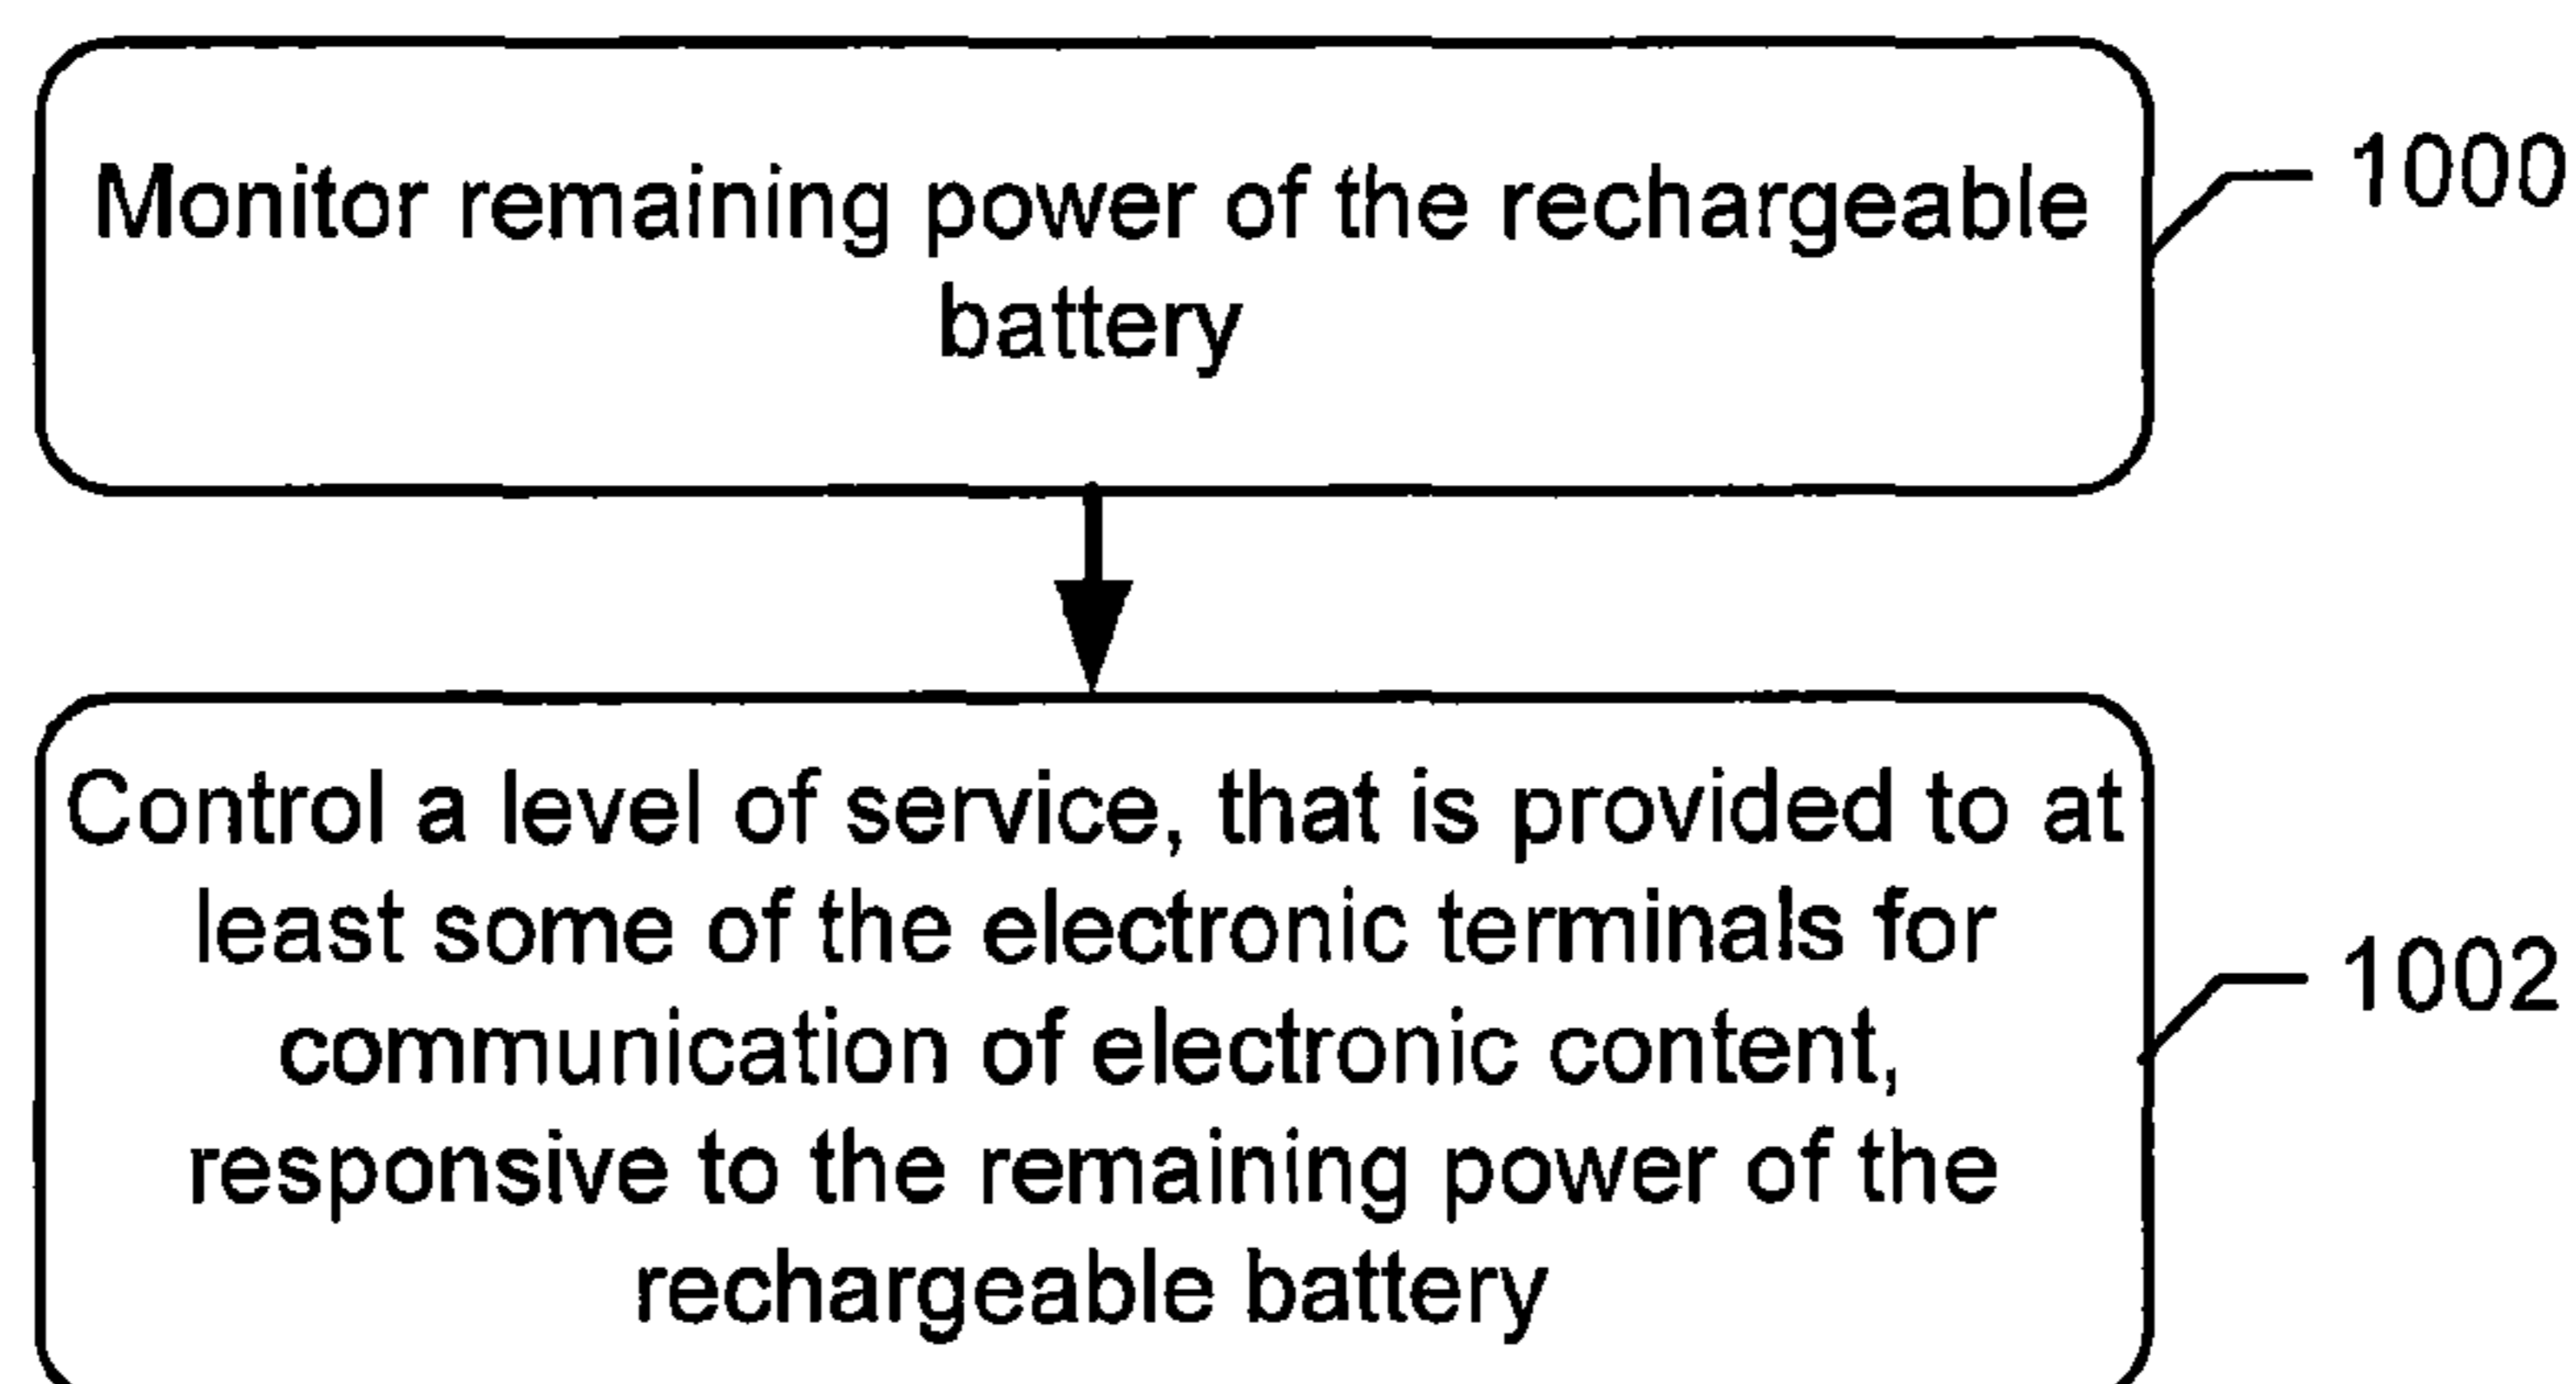 Monitor remaining power of the rechargeable
battery
1000
Control a level of service, that is provided to at
least some of the electronic terminals for
communication of electronic content,
responsive to the remaining power of the
rechargeable battery
1002